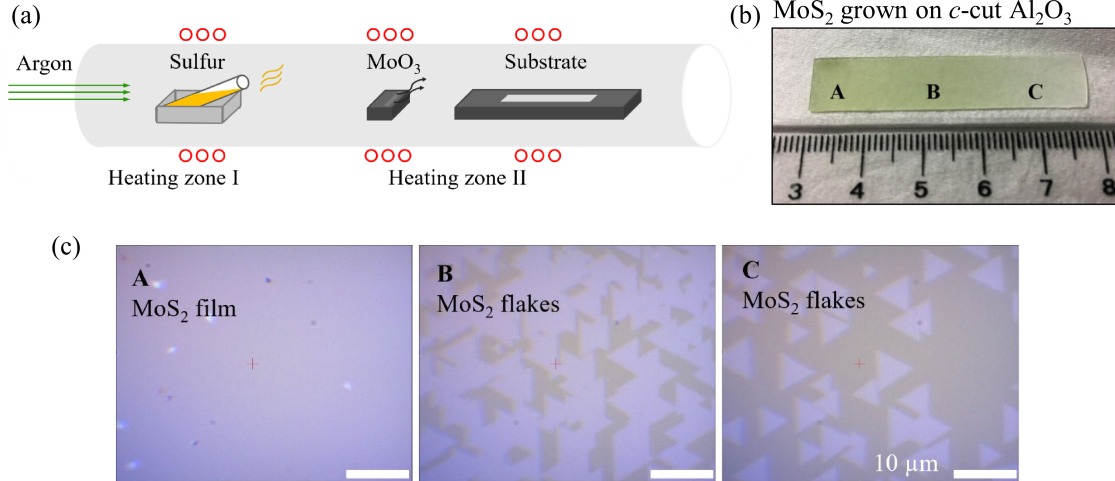 (a)
Argon
Sulfur
MoO₃
Substrate
Heating zone I
Heating zone II
(b)
MoS₂ grown on c-cut Al₂O₃
A
B
C
3 4 5 6 7 8
(c)
A
MoS₂ film
B
MoS₂ flakes
C
MoS₂ flakes
10 µm